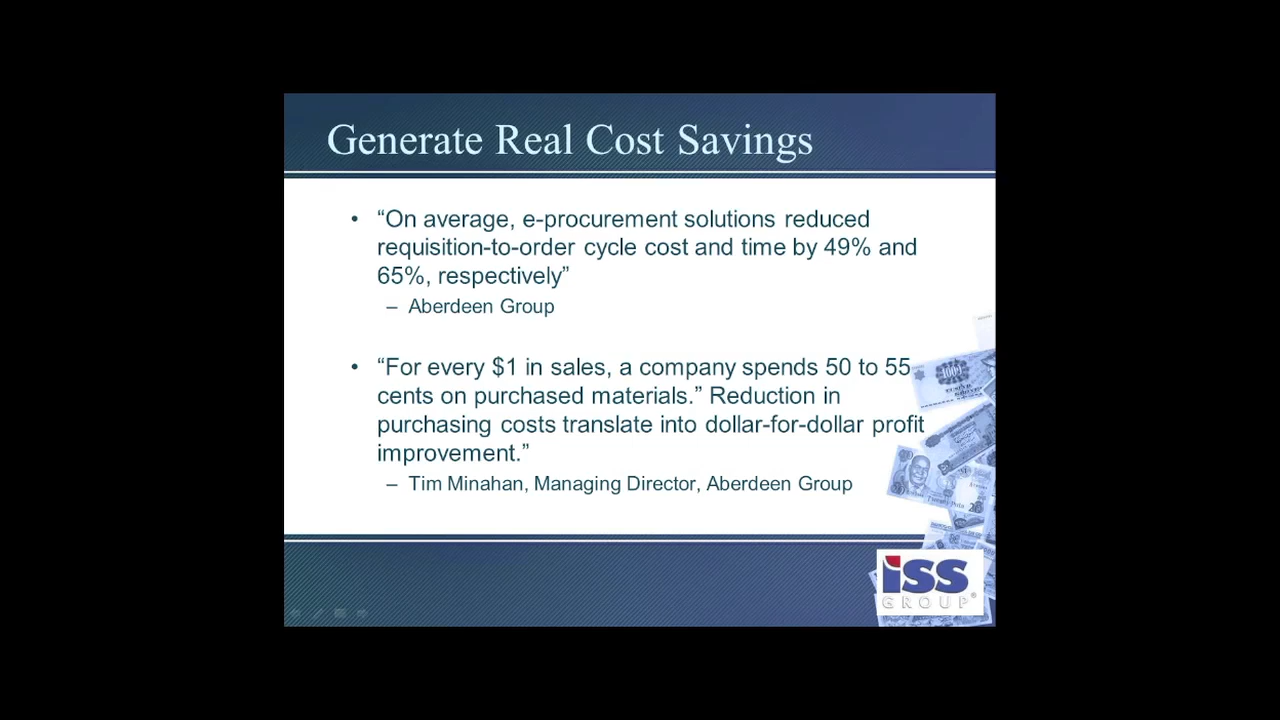 Generate Real Cost Savings
• “On average, e-procurement solutions reduced
requisition-to-order cycle cost and time by 49% and
65%, respectively”
– Aberdeen Group
• “For every $1 in sales, a company spends 50 to 55
cents on purchased materials.” Reduction in
purchasing costs translate into dollar-for-dollar profit
improvement.”
– Tim Minahan, Managing Director, Aberdeen Group
iSS
GROUP®